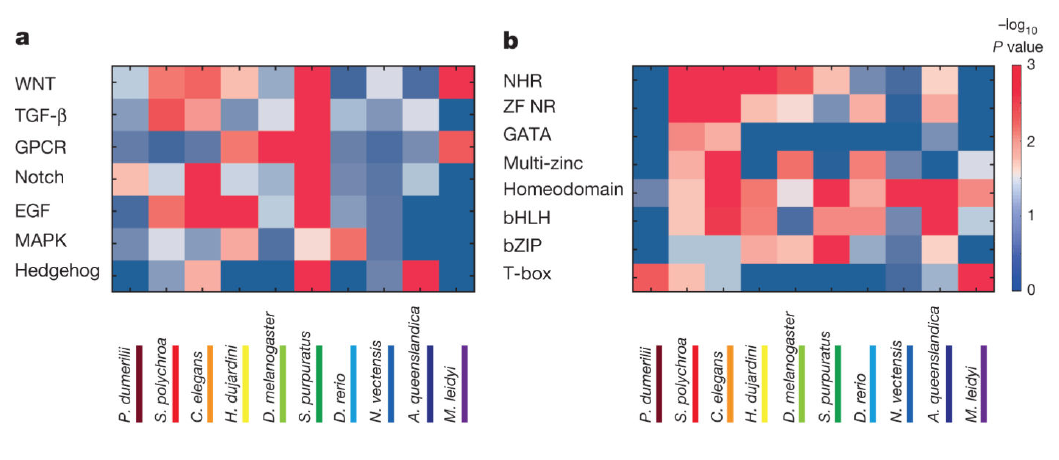 a
WNT
TGF-β
GPCR
Notch
EGF
MAPK
Hedgehog
P. dumerilii
S. polychroa
C. elegans
H. dujardini
D. melanogaster
S. purpuratus
D. rerio
N. vectensis
A. queenslandica
M. leidyi
b
NHR
ZF NR
GATA
Multi-zinc
Homeodomain
bHLH
bZIP
T-box
P. dumerilii
S. polychroa
C. elegans
H. dujardini
D. melanogaster
S. purpuratus
D. rerio
N. vectensis
A. queenslandica
M. leidyi
–log10
P value
3
2
1
0